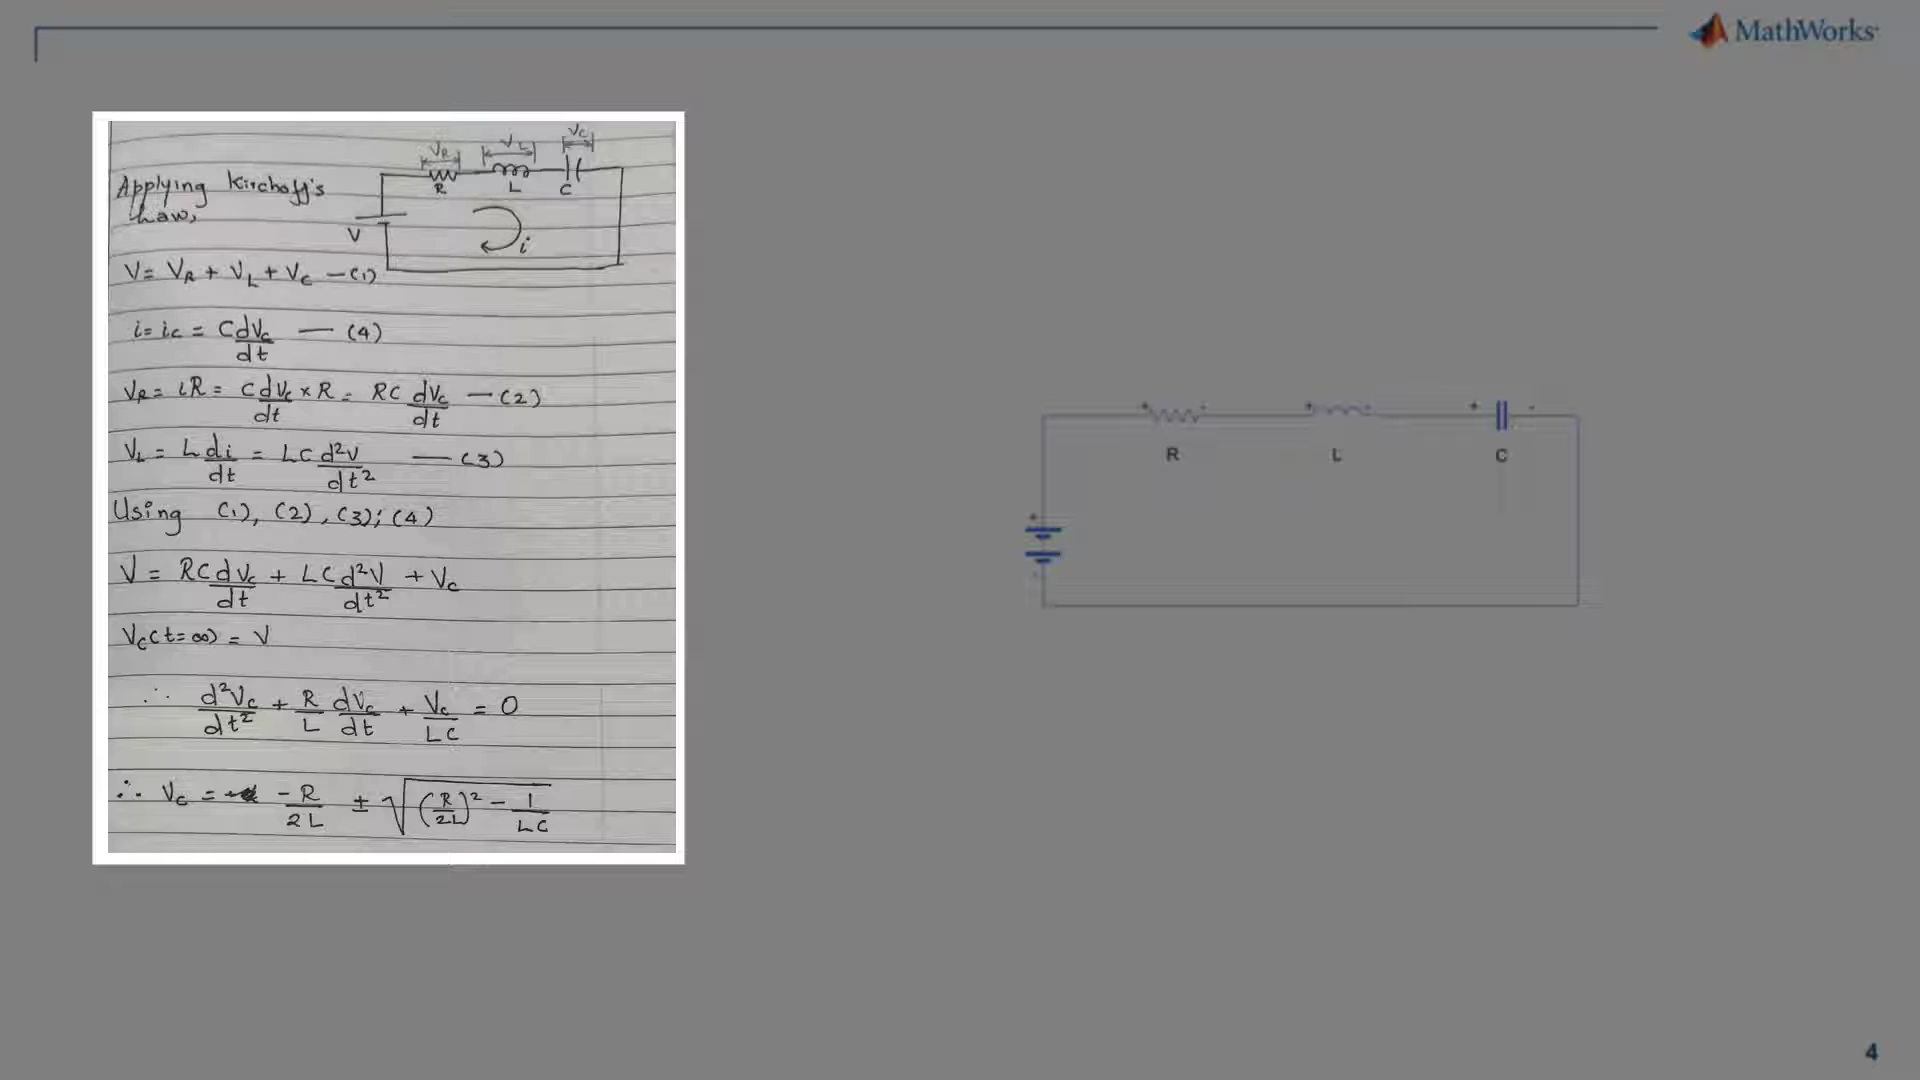 MathWorks
V_R V_L V_C
R L C
Applying Kirchoff's
Law,
V
i
V = V_R + V_L + V_C — (1)
i = i_C = C dV_C/dt — (4)
V_R = iR = C dV_C/dt × R = RC dV_C/dt — (2)
V_L = L di/dt = LC d²V/dt² — (3)
Using (1), (2), (3); (4)
V = RC dV_C/dt + LC d²V/dt² + V_C
V_C(t=∞) = V
∴ d²V_C/dt² + R/L dV_C/dt + V_C/LC = 0
∴ V_C = -R/2L ± √((R/2L)² - 1/LC)
+ - + - + -
R L C
+
-
4